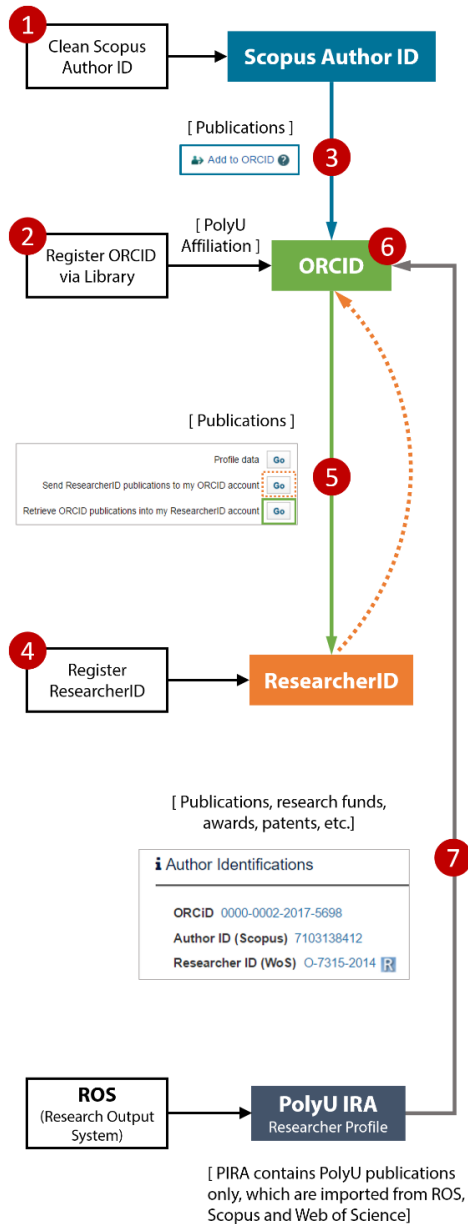 1
Clean Scopus
Author ID
Scopus Author ID
[ Publications ]
Add to ORCID ?
3
2
Register ORCID
via Library
[ PolyU
Affiliation ]
6
ORCID
[ Publications ]
Profile data Go
Send ResearcherID publications to my ORCID account Go
Retrieve ORCID publications into my ResearcherID account Go
5
4
Register
ResearcherID
ResearcherID
[ Publications, research funds,
awards, patents, etc.]
7
i Author Identifications
ORCiD 0000-0002-2017-5698
Author ID (Scopus) 7103138412
Researcher ID (WoS) O-7315-2014 R
ROS
(Research Output
System)
PolyU IRA
Researcher Profile
[ PIRA contains PolyU publications
only, which are imported from ROS,
Scopus and Web of Science]